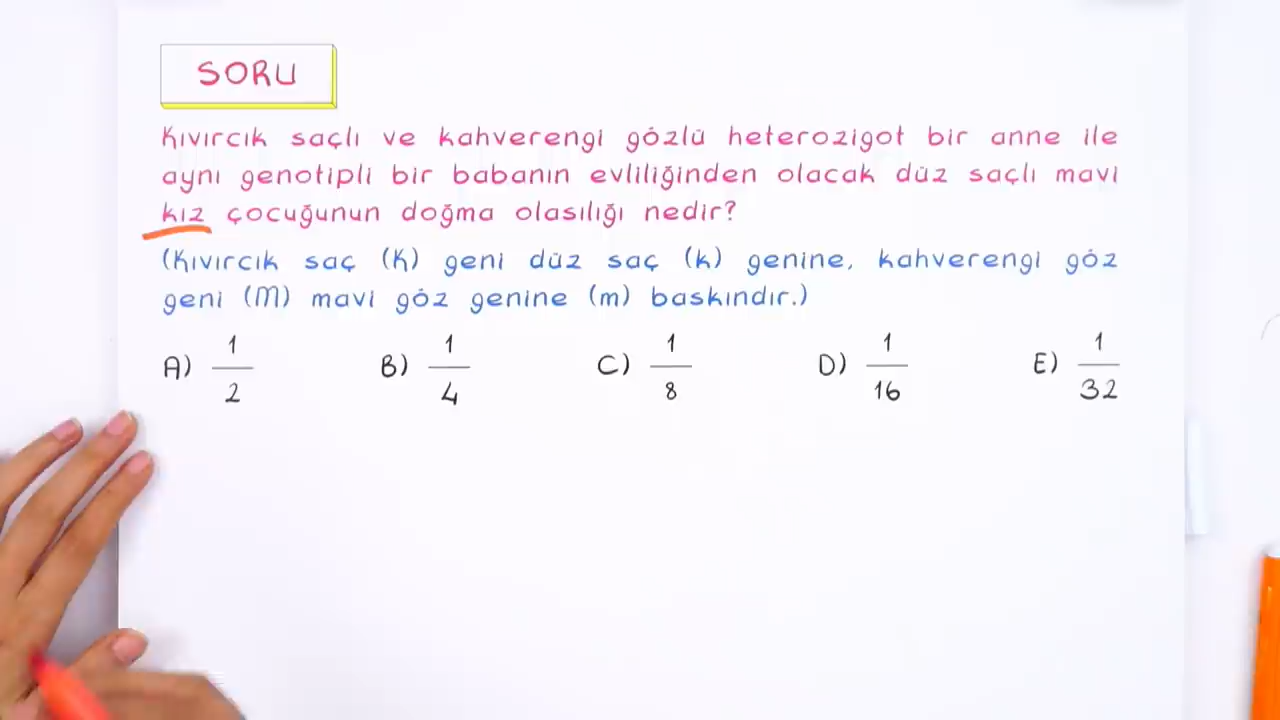 SORU
Kıvırcık saçlı ve kahverengi gözlü heterozigot bir anne ile
aynı genotipli bir babanın evliliğinden olacak düz saçlı mavi
kız çocuğunun doğma olasılığı nedir?
(Kıvırcık saç (K) geni düz saç (k) genine, kahverengi göz
geni (M) mavi göz genine (m) baskındır.)
A) 1/2 B) 1/4 C) 1/8 D) 1/16 E) 1/32